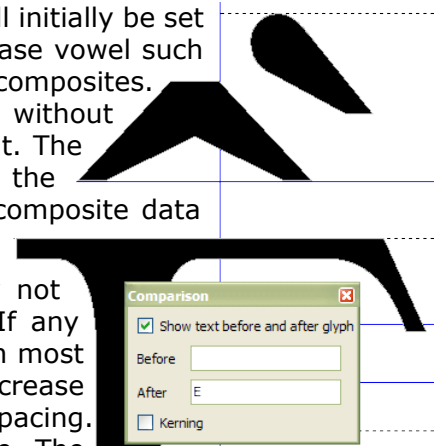 ll initially be set
ase vowel such
composites.
without
t. The
the
composite data
not
If any
n most
crease
pacing.
The
Comparison
Show text before and after glyph
Before
After E
Kerning